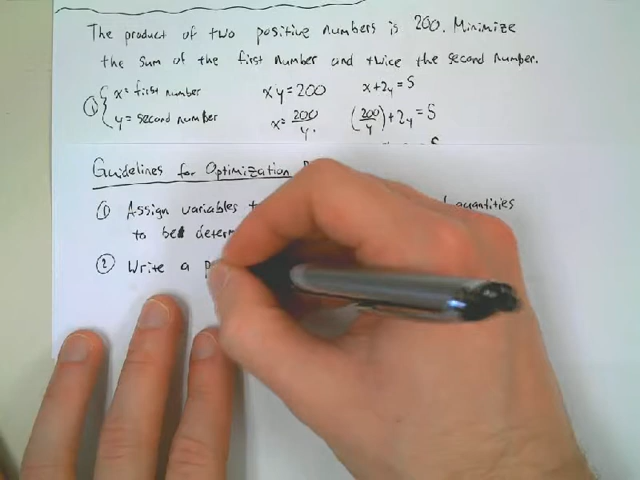 The product of two positive numbers is 200. Minimize
the sum of the first number and twice the second number.
① { x = first number
y = second number
xy = 200
x = 200/y.
x + 2y = S
(200/y) + 2y = S
Guidelines for Optimization
① Assign variables quantities
to be
② Write a